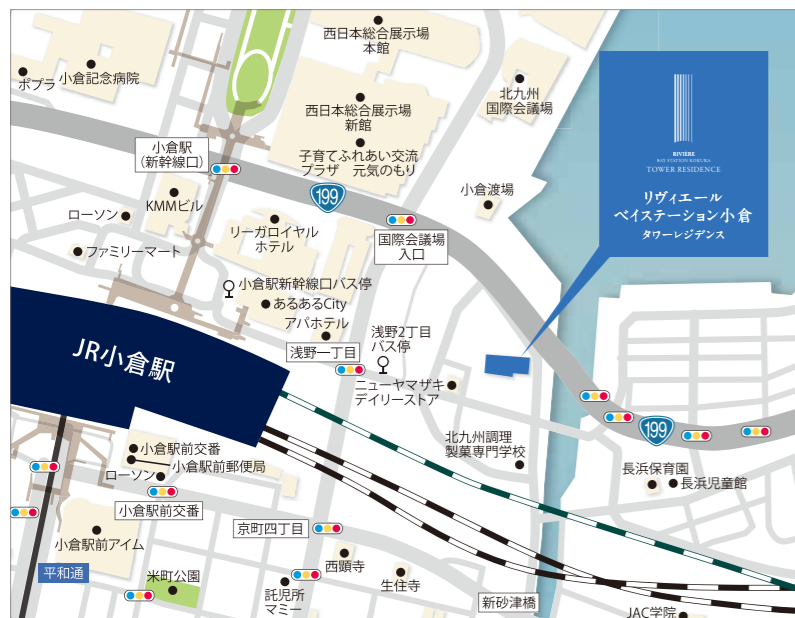 西日本総合展示場
本館
ポプラ
小倉記念病院
北九州
国際会議場
西日本総合展示場
新館
小倉駅
(新幹線口)
子育てふれあい交流
プラザ 元気のもり
RIVIÈRE
BAY STATION KOKURA
TOWER RESIDENCE
リヴィエール
ベイステーション小倉
タワーレジデンス
KMMビル
199
小倉渡場
ローソン
リーガロイヤル
ホテル
国際会議場
入口
ファミリーマート
小倉駅新幹線口バス停
あるあるCity
アパホテル
浅野2丁目
バス停
浅野一丁目
JR小倉駅
ニューヤマザキ
デイリーストア
199
北九州調理
製菓専門学校
小倉駅前交番
小倉駅前郵便局
ローソン
長浜保育園
長浜児童館
小倉駅前交番
京町四丁目
小倉駅前アイム
西顕寺
平和通
米町公園
託児所
マミー
生住寺
新砂津橋
JAC学院